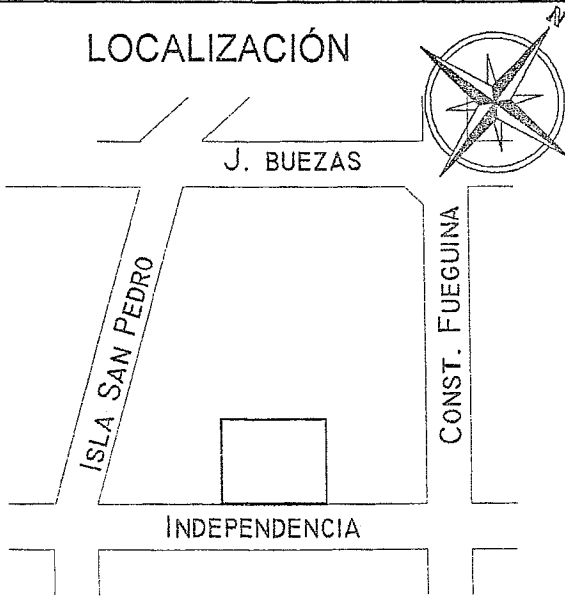 LOCALIZACIÓN
N
J. BUEZAS
ISLA SAN PEDRO
CONST. FUEGUINA
INDEPENDENCIA